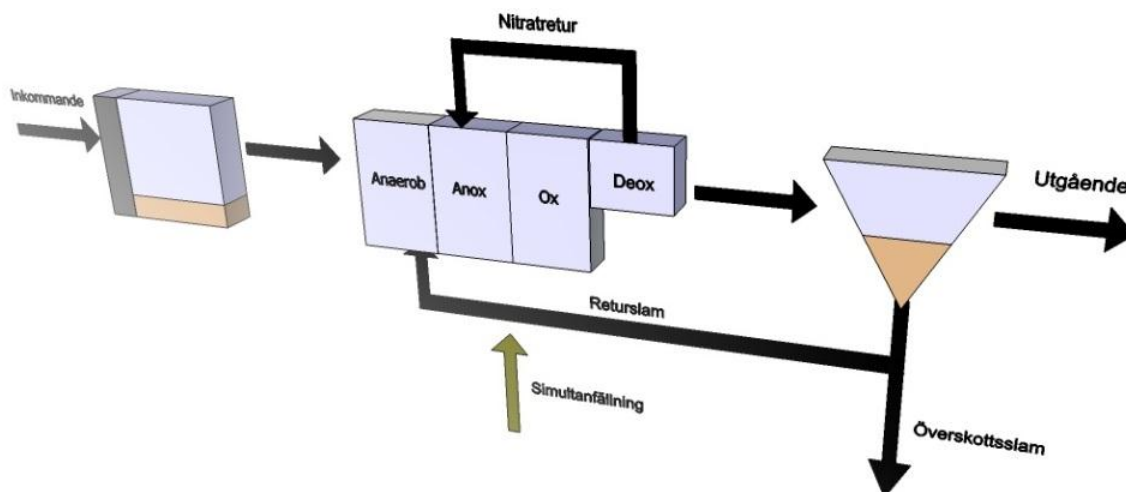 Nitratretur
Inkommande
Anaerob
Anox
Ox
Deox
Utgående
Returslam
Simultanfällning
Överskottsslam